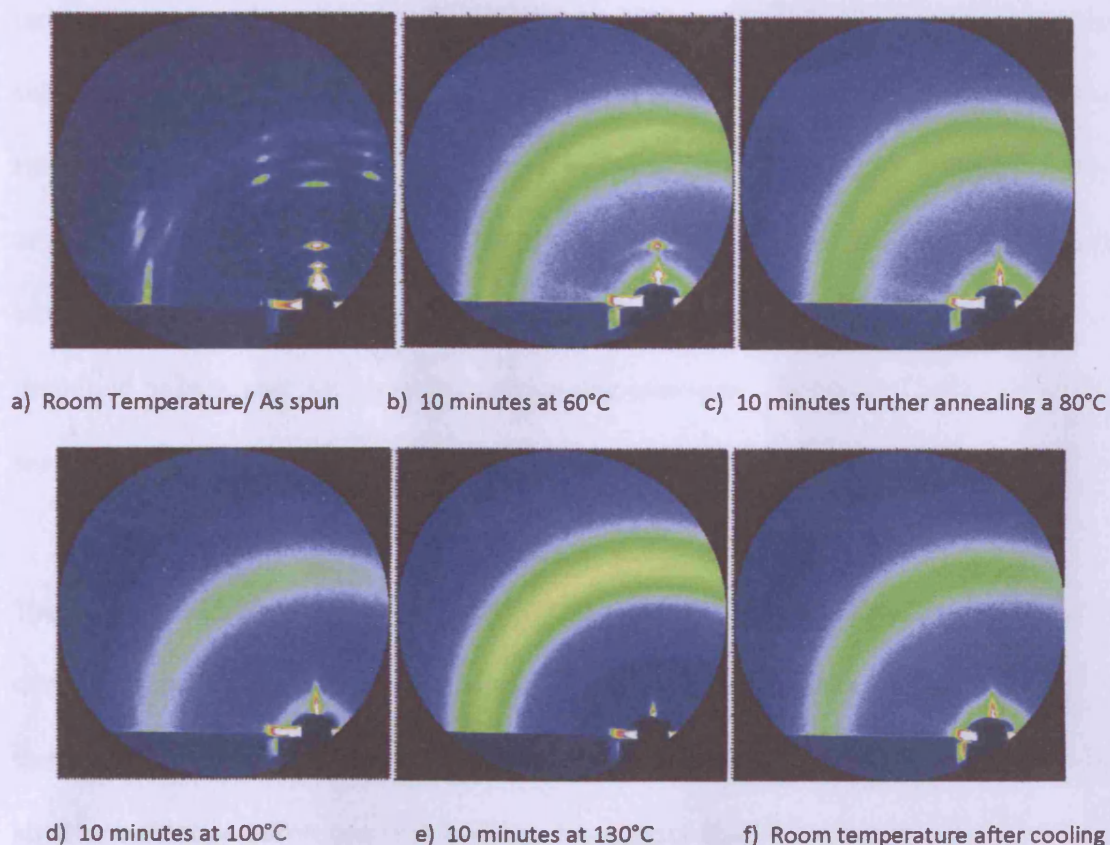 a) Room Temperature/ As spun b) 10 minutes at 60°C c) 10 minutes further annealing a 80°C
d) 10 minutes at 100°C e) 10 minutes at 130°C f) Room temperature after cooling